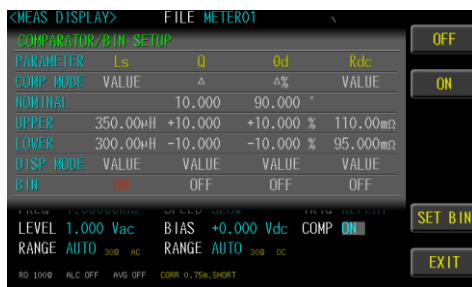 <MEAS DISPLAY> FILE METER01
COMPARATOR/BIN SETUP
PARAMETER Ls Q θd Rdc
COMP MODE VALUE Δ Δ% VALUE
NOMINAL 10.000 90.000 °
UPPER 350.00μH +10.000 +10.000 % 110.00mΩ
LOWER 300.00μH -10.000 -10.000 % 95.000mΩ
DISP MODE VALUE VALUE VALUE VALUE
BIN ON OFF OFF OFF
LEVEL 1.000 Vac BIAS +0.000 Vdc COMP ON
RANGE AUTO 30Ω AC RANGE AUTO 30Ω DC
RO 100Ω ALC OFF AVG OFF CORR 0.75m,SHORT
OFF
ON
SET BIN
EXIT